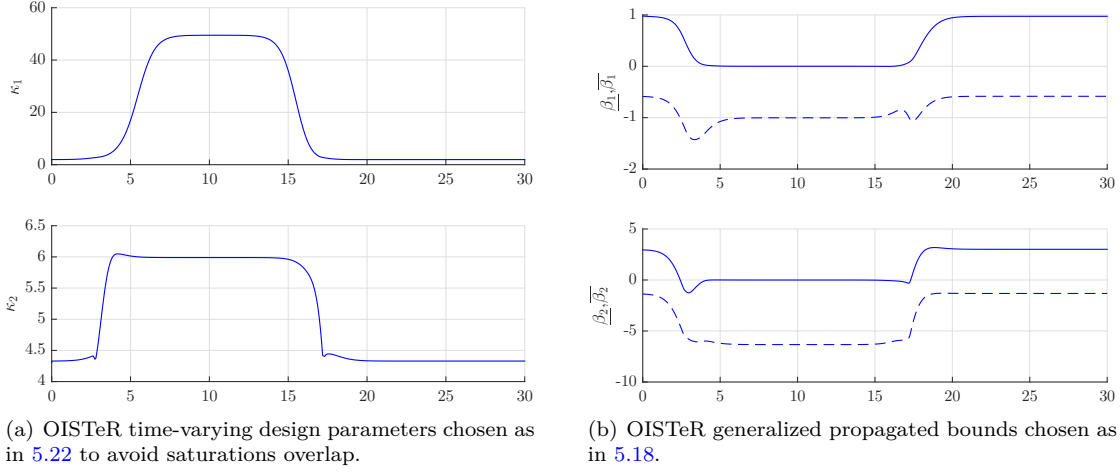 60
40
20
0
κ1
0 5 10 15 20 25 30
6.5
6
5.5
5
4.5
4
κ2
0 5 10 15 20 25 30
(a) OISTeR time-varying design parameters chosen as
in 5.22 to avoid saturations overlap.
1
0
-1
-2
β1,β1
0 5 10 15 20 25 30
5
0
-5
-10
β2,β2
0 5 10 15 20 25 30
(b) OISTeR generalized propagated bounds chosen as
in 5.18.